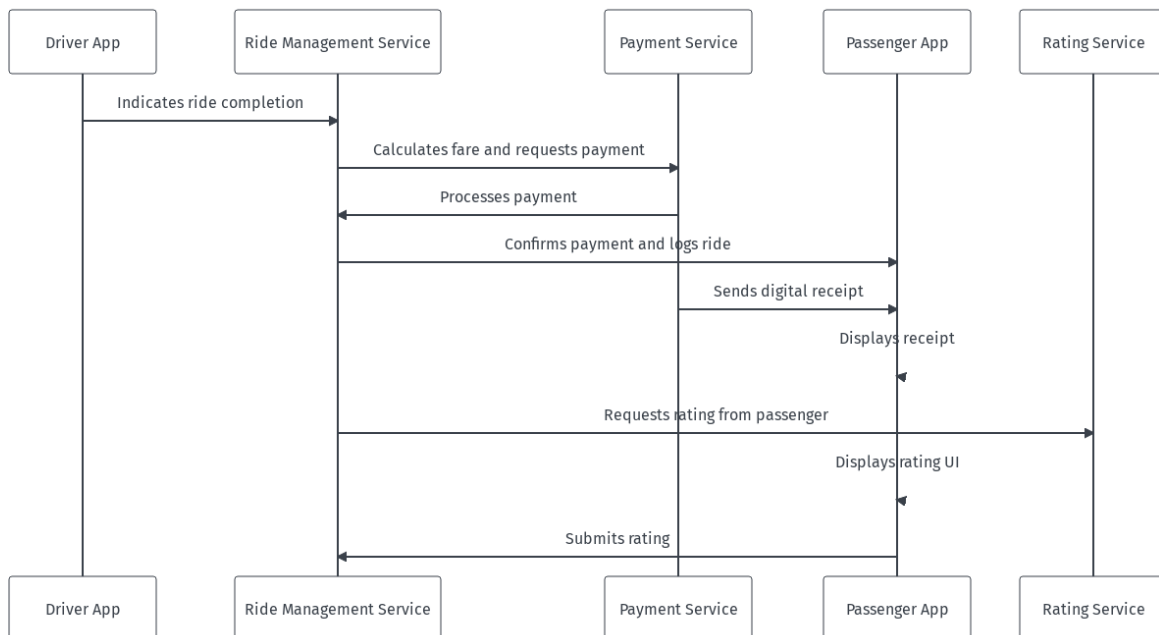 Driver App
Ride Management Service
Payment Service
Passenger App
Rating Service
Indicates ride completion
Calculates fare and requests payment
Processes payment
Confirms payment and logs ride
Sends digital receipt
Displays receipt
Requests rating from passenger
Displays rating UI
Submits rating
Driver App
Ride Management Service
Payment Service
Passenger App
Rating Service